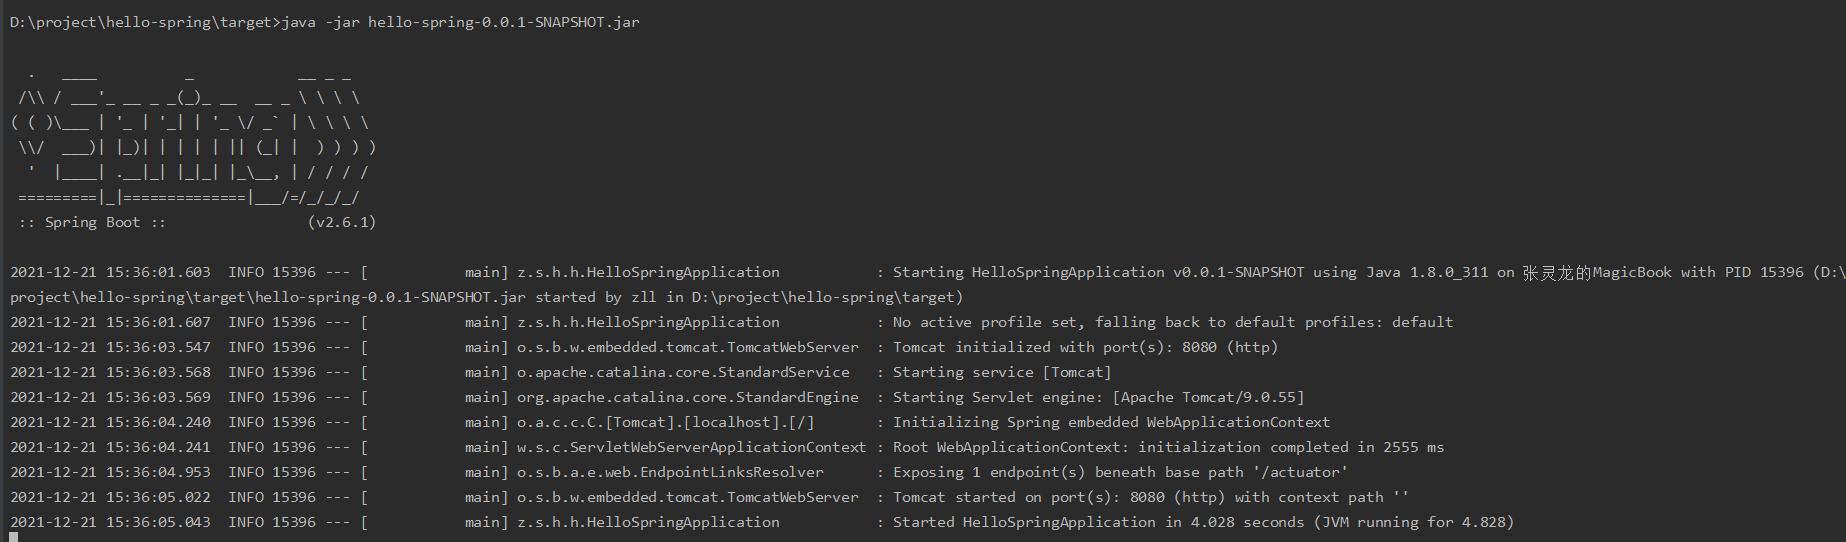 D:\project\hello-spring\target>java -jar hello-spring-0.0.1-SNAPSHOT.jar
  .   ____          _            __ _ _
 /\\ / ___'_ __ _ _(_)_ __  __ _ \ \ \ \
( ( )\___ | '_ | '_| | '_ \/ _` | \ \ \ \
 \\/  ___)| |_)| | | | | || (_| |  ) ) ) )
  '  |____| .__|_| |_|_| |_\__, | / / / /
 =========|_|==============|___/=/_/_/_/
 :: Spring Boot ::                (v2.6.1)
2021-12-21 15:36:01.603  INFO 15396 --- [           main] z.s.h.h.HelloSpringApplication           : Starting HelloSpringApplication v0.0.1-SNAPSHOT using Java 1.8.0_311 on 张灵龙的MagicBook with PID 15396 (D:\
project\hello-spring\target\hello-spring-0.0.1-SNAPSHOT.jar started by zll in D:\project\hello-spring\target)
2021-12-21 15:36:01.607  INFO 15396 --- [           main] z.s.h.h.HelloSpringApplication           : No active profile set, falling back to default profiles: default
2021-12-21 15:36:03.547  INFO 15396 --- [           main] o.s.b.w.embedded.tomcat.TomcatWebServer  : Tomcat initialized with port(s): 8080 (http)
2021-12-21 15:36:03.568  INFO 15396 --- [           main] o.apache.catalina.core.StandardService   : Starting service [Tomcat]
2021-12-21 15:36:03.569  INFO 15396 --- [           main] org.apache.catalina.core.StandardEngine  : Starting Servlet engine: [Apache Tomcat/9.0.55]
2021-12-21 15:36:04.240  INFO 15396 --- [           main] o.a.c.c.C.[Tomcat].[localhost].[/]       : Initializing Spring embedded WebApplicationContext
2021-12-21 15:36:04.241  INFO 15396 --- [           main] w.s.c.ServletWebServerApplicationContext : Root WebApplicationContext: initialization completed in 2555 ms
2021-12-21 15:36:04.953  INFO 15396 --- [           main] o.s.b.a.e.web.EndpointLinksResolver      : Exposing 1 endpoint(s) beneath base path '/actuator'
2021-12-21 15:36:05.022  INFO 15396 --- [           main] o.s.b.w.embedded.tomcat.TomcatWebServer  : Tomcat started on port(s): 8080 (http) with context path ''
2021-12-21 15:36:05.043  INFO 15396 --- [           main] z.s.h.h.HelloSpringApplication           : Started HelloSpringApplication in 4.028 seconds (JVM running for 4.828)